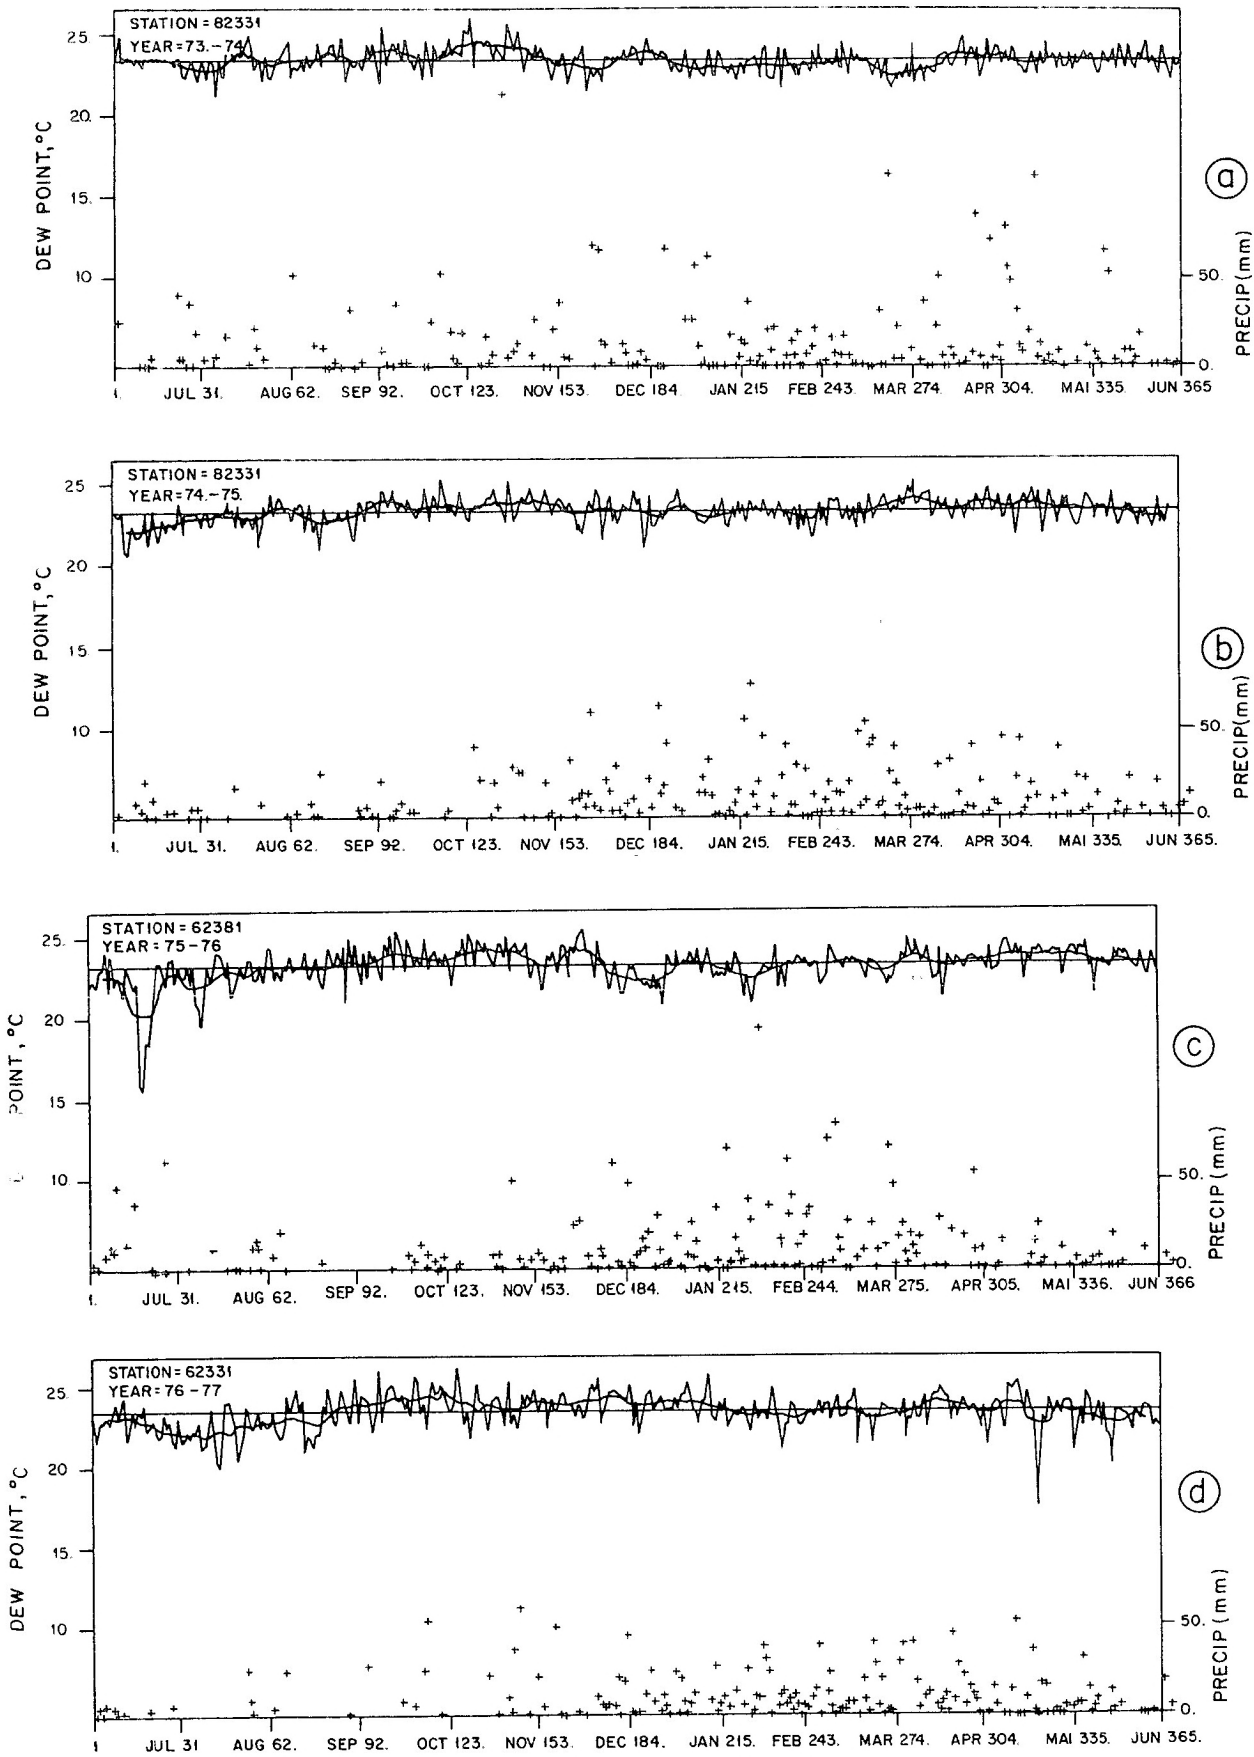 STATION=82331
YEAR=73.-74
25.
20.
15.
10
DEW POINT, °C
a
50.
0.
PRECIP(mm)
1. JUL 31. AUG 62. SEP 92. OCT 123. NOV 153. DEC 184. JAN 215 FEB 243. MAR 274. APR 304. MAI 335. JUN 365
STATION=82331
YEAR=74.-75.
25
20
15.
10
DEW POINT, °C
b
50.
0.
PRECIP(mm)
1. JUL 31. AUG 62. SEP 92. OCT 123. NOV 153. DEC 184. JAN 215. FEB 243. MAR 274. APR 304. MAI 335. JUN 365.
STATION=62381
YEAR=75-76
25.
20
15
10.
POINT, °C
c
50.
0.
PRECIP(mm)
1. JUL 31. AUG 62. SEP 92. OCT 123. NOV 153. DEC 184. JAN 215. FEB 244. MAR 275. APR 305. MAI 336. JUN 366
STATION=62331
YEAR=76-77
25.
20
15.
10
DEW POINT, °C
d
50.
0.
PRECIP(mm)
1 JUL 31 AUG 62. SEP 92. OCT 123. NOV 153. DEC 184. JAN 215. FEB 243. MAR 274. APR 304. MAI 335. JUN 365.